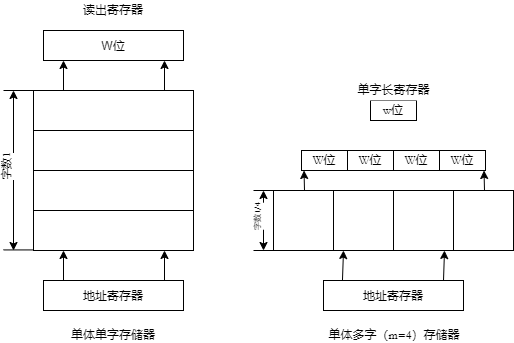 读出寄存器
W位
字数1
地址寄存器
单体单字存储器
单字长寄存器
w位
W位 W位 W位 W位
字数1/4
地址寄存器
单体多字（m=4）存储器